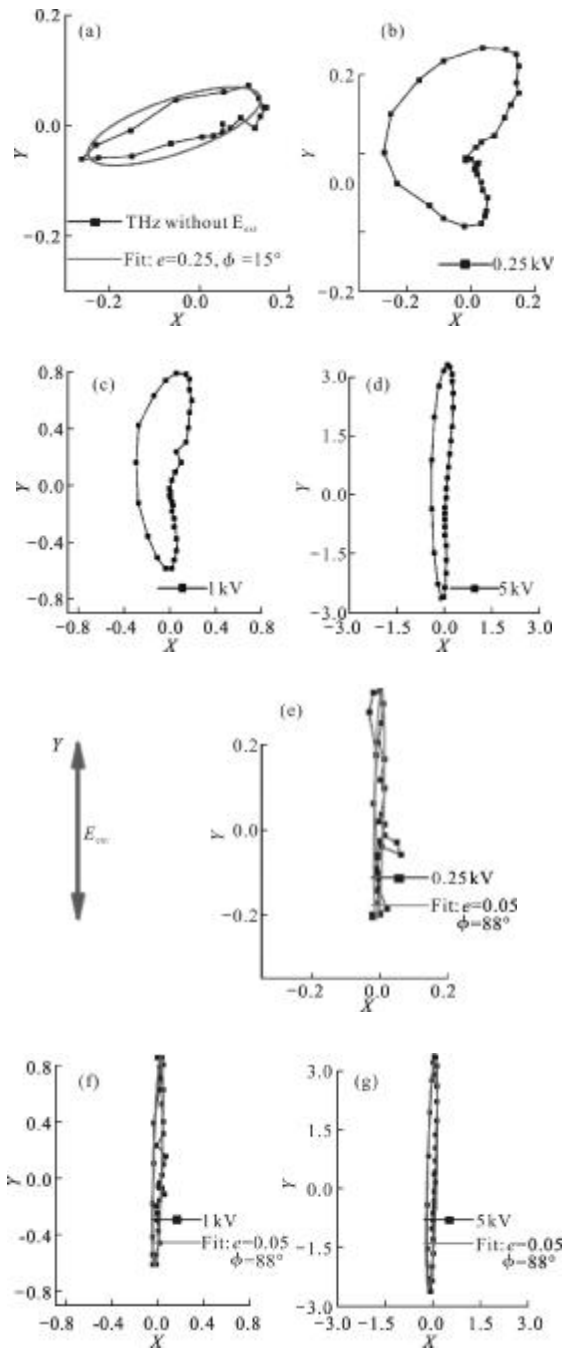 (a)
0.2
0.0
−0.2
Y
THz without E
Fit: e=0.25, ϕ =15°
−0.2
0.0
0.2
X
(b)
0.2
0.0
−0.2
Y
0.25 kV
−0.2
0.0
0.2
X
(c)
0.8
0.4
0.0
−0.4
−0.8
Y
1 kV
−0.8
−0.4
0.0
0.4
0.8
X
(d)
3.0
1.5
0.0
−1.5
−3.0
Y
5 kV
−3.0
−1.5
0.0
1.5
3.0
X
Y
E
(e)
0.2
0.0
−0.2
Y
0.25 kV
Fit: e=0.05
ϕ=88°
−0.2
0.0
0.2
X
(f)
0.8
0.4
0.0
-0.4
-0.8
Y
1 kV
Fit: e=0.05
ϕ=88°
−0.8
−0.4
0.0
0.4
0.8
X
(g)
3.0
1.5
0.0
−1.5
−3.0
Y
5 kV
Fit: e=0.05
ϕ=88°
−3.0
−1.5
0.0
1.5
3.0
X